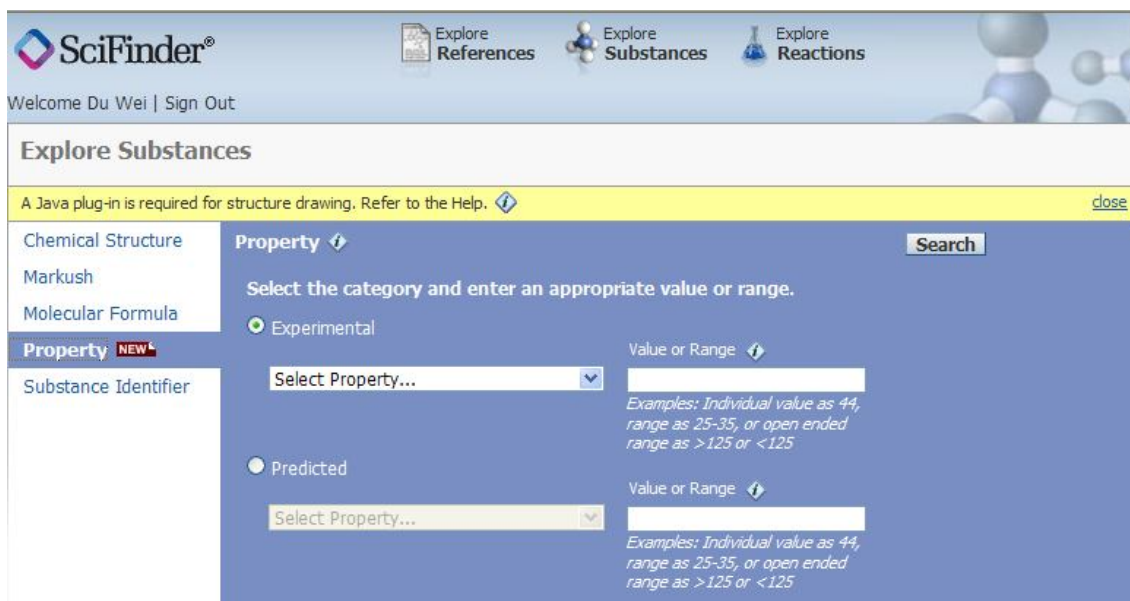 SciFinder®
Explore
References
Explore
Substances
Explore
Reactions
Welcome Du Wei | Sign Out
Explore Substances
A Java plug-in is required for structure drawing. Refer to the Help.
close
Chemical Structure
Markush
Molecular Formula
Property NEW
Substance Identifier
Property
Search
Select the category and enter an appropriate value or range.
Experimental
Value or Range
Select Property...
Examples: Individual value as 44,
range as 25-35, or open ended
range as >125 or <125
Predicted
Value or Range
Select Property...
Examples: Individual value as 44,
range as 25-35, or open ended
range as >125 or <125